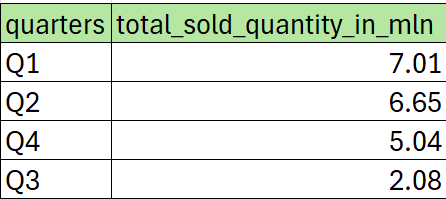 quarters total_sold_quantity_in_mln
Q1 7.01
Q2 6.65
Q4 5.04
Q3 2.08